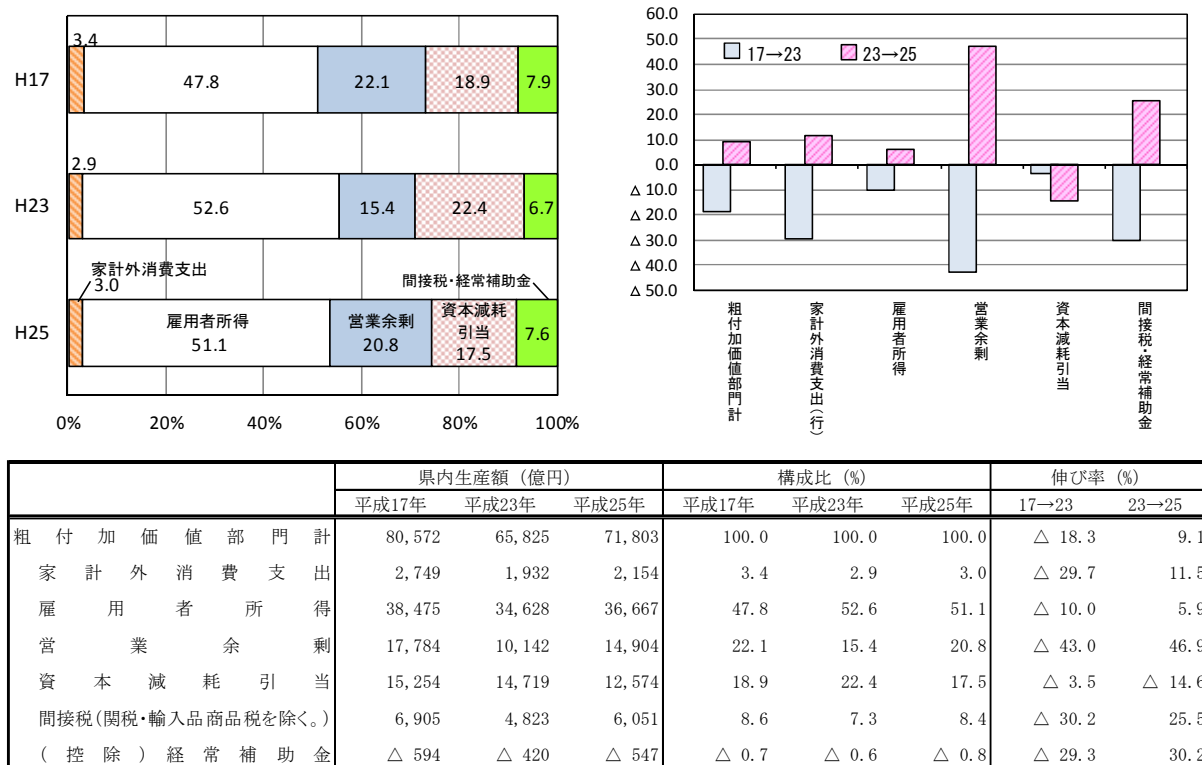 3.4
H17
47.8
22.1
18.9
7.9
2.9
H23
52.6
15.4
22.4
6.7
家計外消費支出
3.0
間接税・経常補助金
H25
雇用者所得
51.1
営業余剰
20.8
資本減耗
引当
17.5
7.6
0% 20% 40% 60% 80% 100%
60.0
50.0
40.0
30.0
20.0
10.0
0.0
△ 10.0
△ 20.0
△ 30.0
△ 40.0
△ 50.0
17→23 23→25
粗付加価値部門計
家計外消費支出(行)
雇用者所得
営業余剰
資本減耗引当
間接税・経常補助金
県内生産額 (億円) 構成比 (%) 伸び率 (%)
平成17年 平成23年 平成25年 平成17年 平成23年 平成25年 17→23 23→25
粗付加価値部門計 80,572 65,825 71,803 100.0 100.0 100.0 △ 18.3 9.1
家計外消費支出 2,749 1,932 2,154 3.4 2.9 3.0 △ 29.7 11.5
雇用者所得 38,475 34,628 36,667 47.8 52.6 51.1 △ 10.0 5.9
営業余剰 17,784 10,142 14,904 22.1 15.4 20.8 △ 43.0 46.9
資本減耗引当 15,254 14,719 12,574 18.9 22.4 17.5 △ 3.5 △ 14.6
間接税(関税・輸入品商品税を除く。) 6,905 4,823 6,051 8.6 7.3 8.4 △ 30.2 25.5
(控除)経常補助金 △ 594 △ 420 △ 547 △ 0.7 △ 0.6 △ 0.8 △ 29.3 30.2